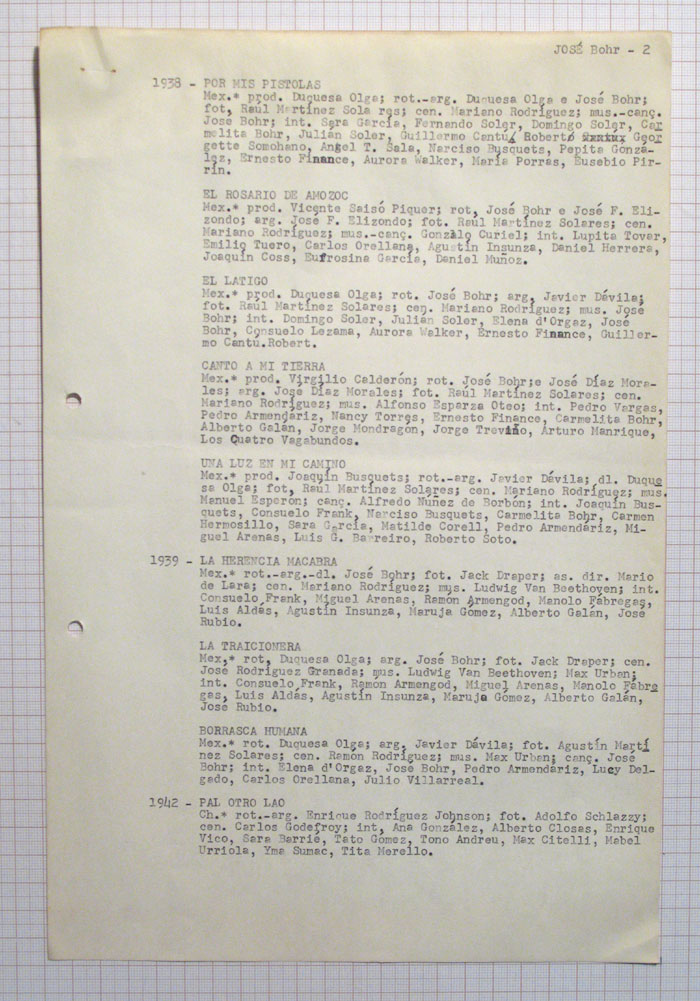 JOSÉ Bohr - 2
1938 - POR MIS PISTOLAS
Mex.* prod. Duquesa Olga; rot.-arg. Duquesa Olga e José Bohr;
fot, Raúl Martínez Sola res; cen. Mariano Rodríguez; mus.-canç.
José Bohr; int. Sara García, Fernando Soler, Domingo Soler, Car
melita Bohr, Julián Soler, Guillermo Cantú, Roberto Geor
gette Somohano, Angel T. Sala, Narciso Busquets, Pepita Gonzá-
lez, Ernesto Finance, Aurora Walker, María Porras, Eusebio Pir-
rín.
EL ROSARIO DE AMOZOC
Mex.* prod. Vicente Saisó Piquer; rot, José Bohr e José F. Eli-
zondo; arg. José F. Elizondo; fot. Raúl Martínez Solares; cen.
Mariano Rodríguez; mus.-canç. Gonzalo Curiel; int. Lupita Tovar,
Emilio Tuero, Carlos Orellana, Agustín Insunza, Daniel Herrera,
Joaquín Coss, Eufrosina García, Daniel Muñoz.
EL LATIGO
Mex.* prod. Duquesa Olga; rot. José Bohr; arg, Javier Dávila;
fot. Raúl Martínez Solares; cen. Mariano Rodríguez; mus. José
Bohr; int. Domingo Soler, Julián Soler, Elena d'Orgaz, José
Bohr, Consuelo Lezama, Aurora Walker, Ernesto Finance, Guiller-
mo Cantu.Robert.
CANTO A MI TIERRA
Mex.* prod. Virgilio Calderón; rot. José Bohr;e José Díaz Mora-
les; arg. José Díaz Morales; fot. Raúl Martínez Solares; cen.
Mariano Rodríguez; mus. Alfonso Esparza Oteo; int. Pedro Vargas,
Pedro Armendáriz, Nancy Torres, Ernesto Finance, Carmelita Bohr,
Alberto Galán, Jorge Mondragón, Jorge Treviño, Arturo Manrique,
Los Cuatro Vagabundos.
UNA LUZ EN MI CAMINO
Mex.* prod. Joaquín Busquets; rot.-arg. Javier Dávila; dl. Duque
sa Olga; fot, Raúl Martínez Solares; cen. Mariano Rodríguez; mus.
Manuel Esperón; canç. Alfredo Nuñez de Borbón; int. Joaquín Bus-
quets, Consuelo Frank, Narciso Busquets, Carmelita Bohr, Carmen
Hermosillo, Sara García, Matilde Corell, Pedro Armendáriz, Mi-
guel Arenas, Luis G. Barreiro, Roberto Soto.
1939 - LA HERENCIA MACABRA
Mex.* rot.-arg.-dl. José Bohr; fot. Jack Draper; as. dir. Mario
de Lara; cen. Mariano Rodríguez; mus. Ludwig Van Beethoven; int.
Consuelo Frank, Miguel Arenas, Ramón Armengod, Manolo Fábregas,
Luis Aldás, Agustín Insunza, Maruja Gómez, Alberto Galán, José
Rubio.
LA TRAICIONERA
Mex,* rot, Duquesa Olga; arg. José Bohr; fot. Jack Draper; cen.
José Rodríguez Granada; mus. Ludwig Van Beethoven; Max Urban;
int. Consuelo Frank, Ramón Armengod, Miguel Arenas, Manolo Fábre
gas, Luis Aldás, Agustín Insunza, Maruja Gómez, Alberto Galán,
José Rubio.
BORRASCA HUMANA
Mex.* rot. Duquesa Olga; arg, Javier Dávila; fot. Agustín Martí
nez Solares; cen. Ramón Rodríguez; mus. Max Urban; canç. José
Bohr; int. Elena d'Orgaz, José Bohr, Pedro Armendáriz, Lucy Del-
gado, Carlos Orellana, Julio Villarreal.
1942 - PAL OTRO LAO
Ch.* rot.-arg. Enrique Rodríguez Johnson; fot. Adolfo Schlazzy;
cen. Carlos Godefroy; int, Ana González, Alberto Closas, Enrique
Vico, Sara Barrié, Tato Gómez, Tono Andreu, Max Citelli, Mabel
Urriola, Yma Sumac, Tita Merello.